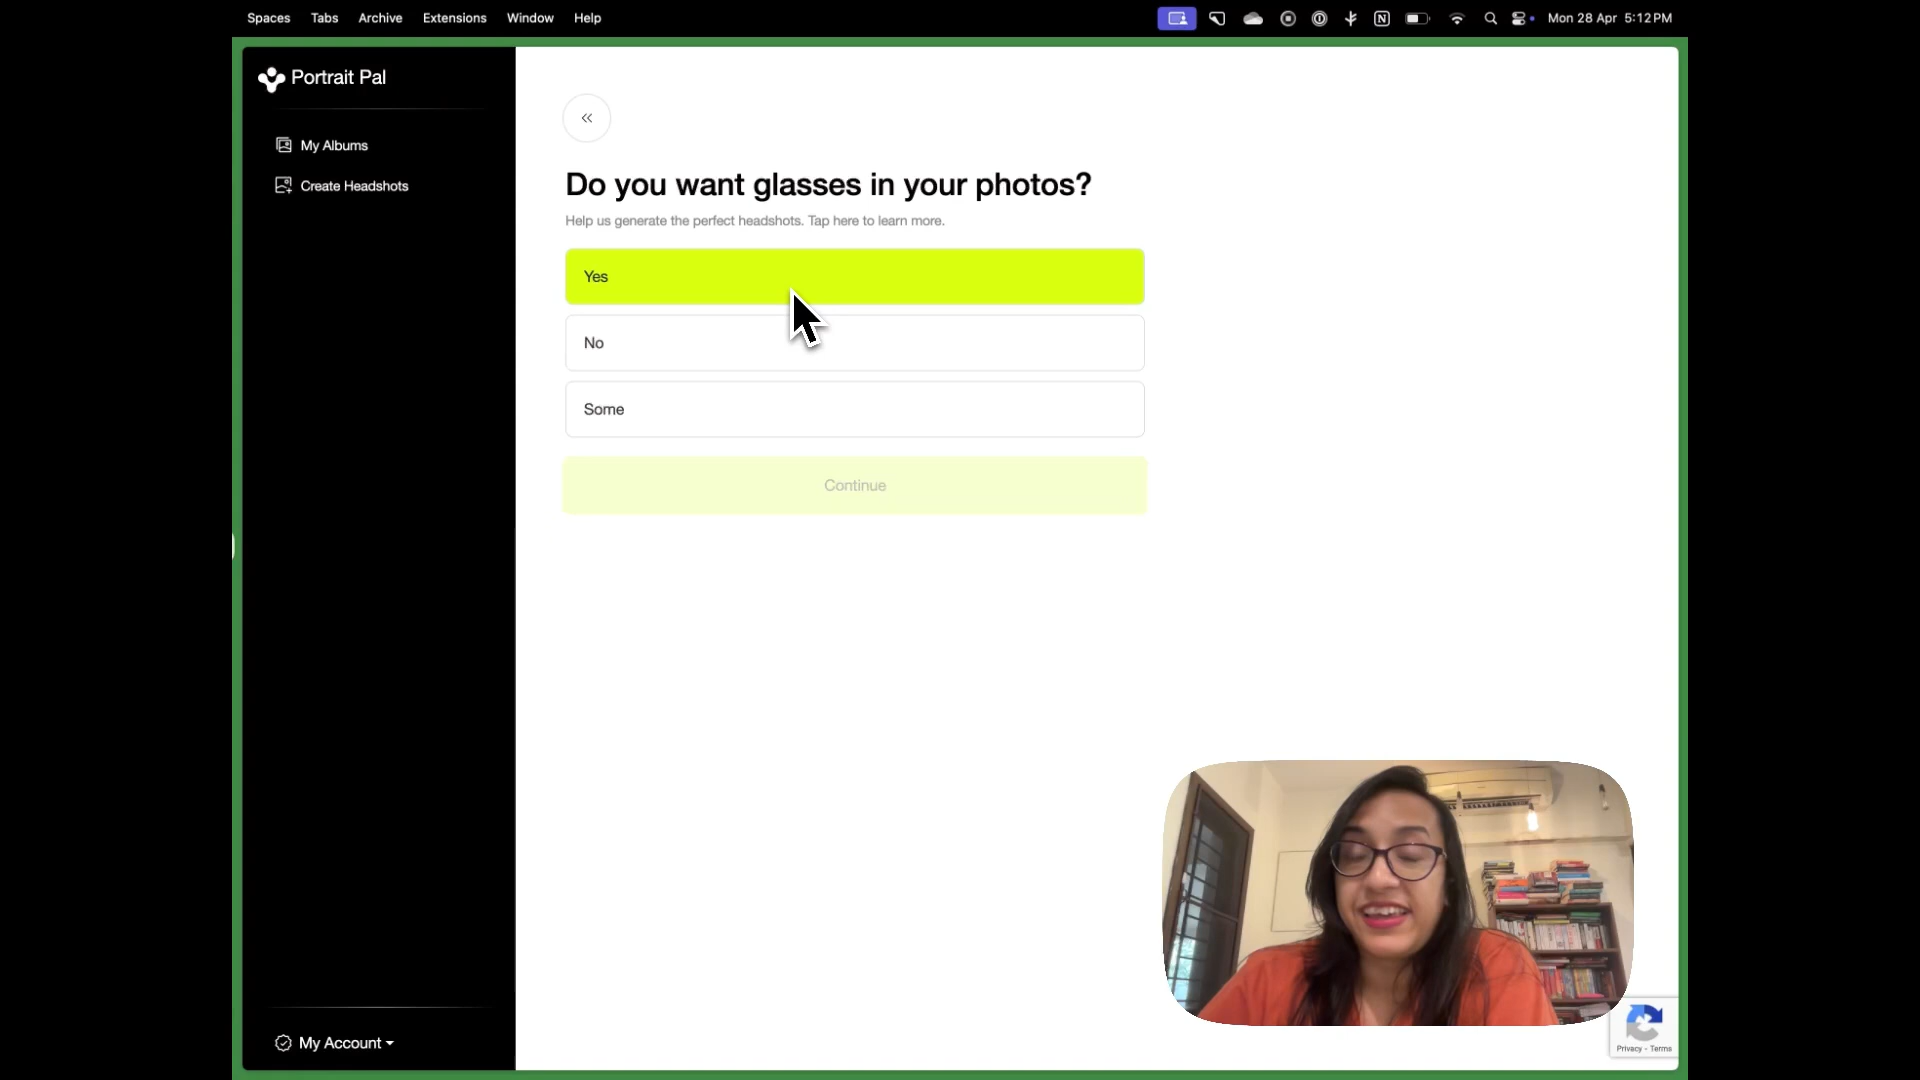 Spaces Tabs Archive Extensions Window Help
Mon 28 Apr 5:12 PM
Portrait Pal
My Albums
Create Headshots
Do you want glasses in your photos?
Help us generate the perfect headshots. Tap here to learn more.
Yes
No
Some
Continue
My Account
Privacy - Terms